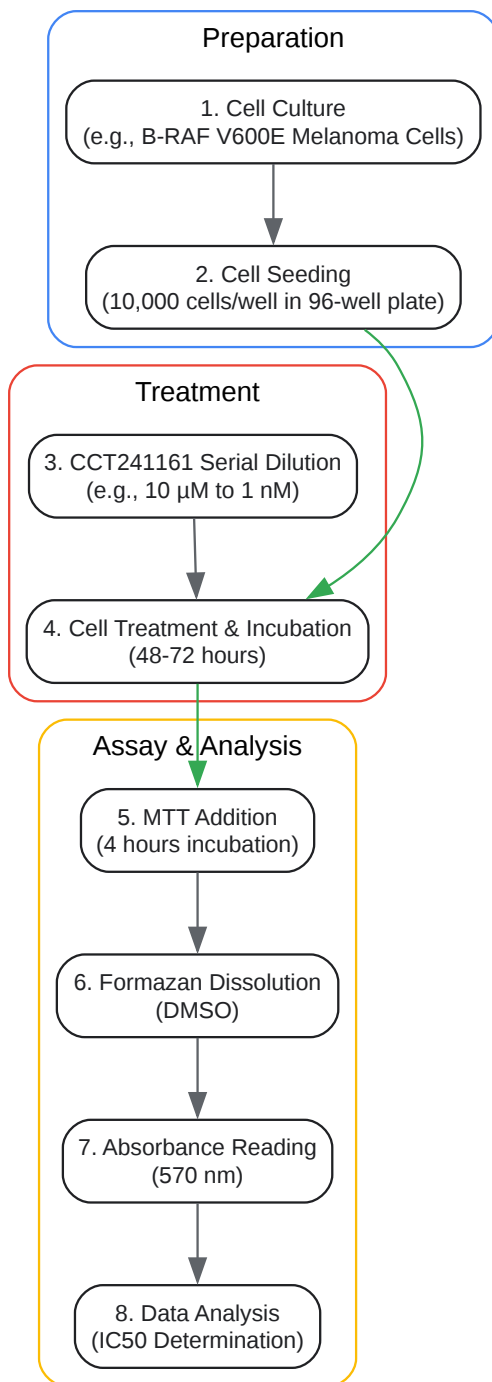 Preparation
1. Cell Culture
(e.g., B-RAF V600E Melanoma Cells)
2. Cell Seeding
(10,000 cells/well in 96-well plate)
Treatment
3. CCT241161 Serial Dilution
(e.g., 10 µM to 1 nM)
4. Cell Treatment & Incubation
(48-72 hours)
Assay & Analysis
5. MTT Addition
(4 hours incubation)
6. Formazan Dissolution
(DMSO)
7. Absorbance Reading
(570 nm)
8. Data Analysis
(IC50 Determination)